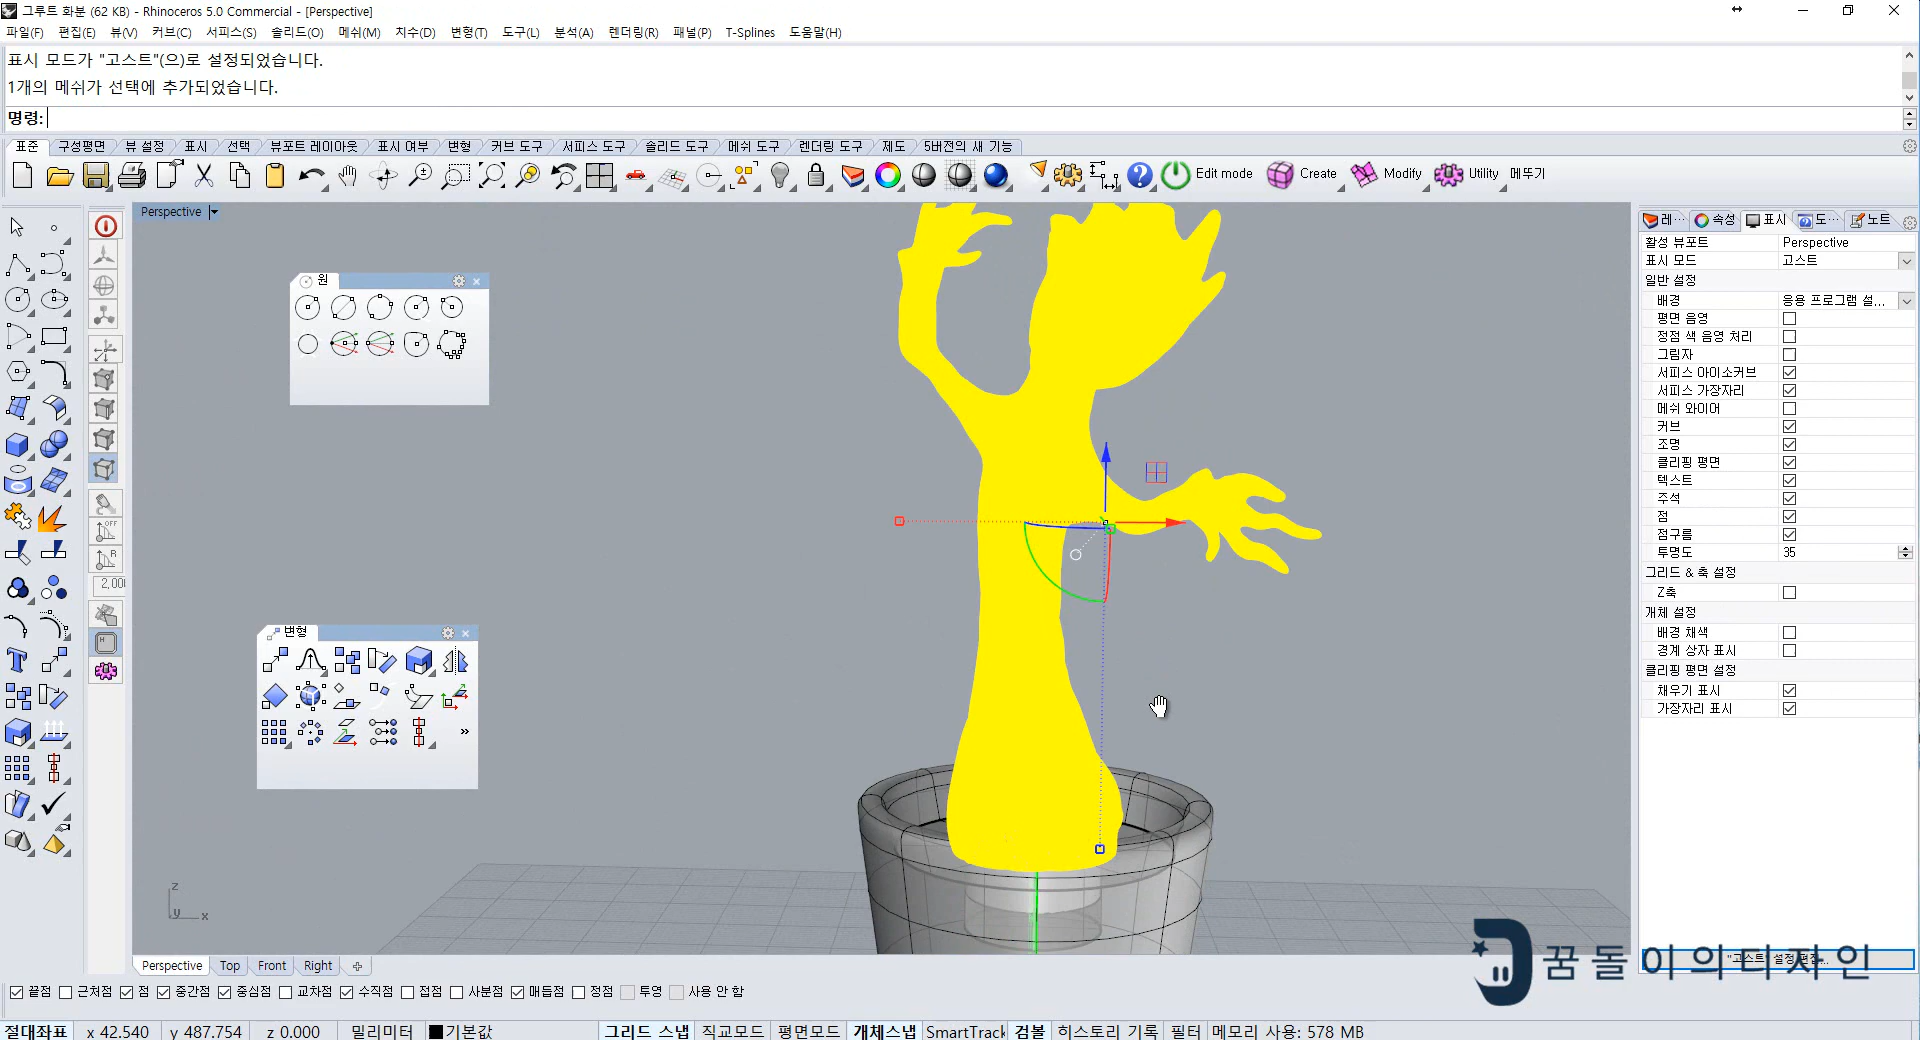 그루트 화분 (62 KB) - Rhinoceros 5.0 Commercial - [Perspective]
파일(F) 편집(E) 뷰(V) 커브(C) 서피스(S) 솔리드(O) 메쉬(M) 치수(D) 변형(T) 도구(L) 분석(A) 렌더링(R) 패널(P) T-Splines 도움말(H)
표시 모드가 "고스트"(으)로 설정되었습니다.
1개의 메쉬가 선택에 추가되었습니다.
명령:
표준 구성평면 뷰 설정 표시 선택 뷰포트 레이아웃 표시 여부 변형 커브 도구 서피스 도구 솔리드 도구 메쉬 도구 렌더링 도구 제도 5버전의 새 기능
Edit mode Create Modify Utility 메뚜기
Perspective
레… 속성 표시 도… 노트
활성 뷰포트 Perspective
표시 모드 고스트
일반 설정
배경 응용 프로그램 설...
평면 음영
정점 색 음영 처리
그림자
서피스 아이소커브
서피스 가장자리
메쉬 와이어
커브
조명
클리핑 평면
텍스트
주석
점
점구름
투명도 35
그리드 & 축 설정
Z축
개체 설정
배경 채색
경계 상자 표시
클리핑 평면 설정
채우기 표시
가장자리 표시
원
변형
OFF
R
2,00
z
y x
"고스트" 설정 편집...
꿈돌이의디자인
Perspective Top Front Right
끝점 근처점 점 중간점 중심점 교차점 수직점 접점 사분점 매듭점 정점 투영 사용 안 함
절대좌표 x 42.540 y 487.754 z 0.000 밀리미터 기본값 그리드 스냅 직교모드 평면모드 개체스냅 SmartTrack 검볼 히스토리 기록 필터 메모리 사용: 578 MB